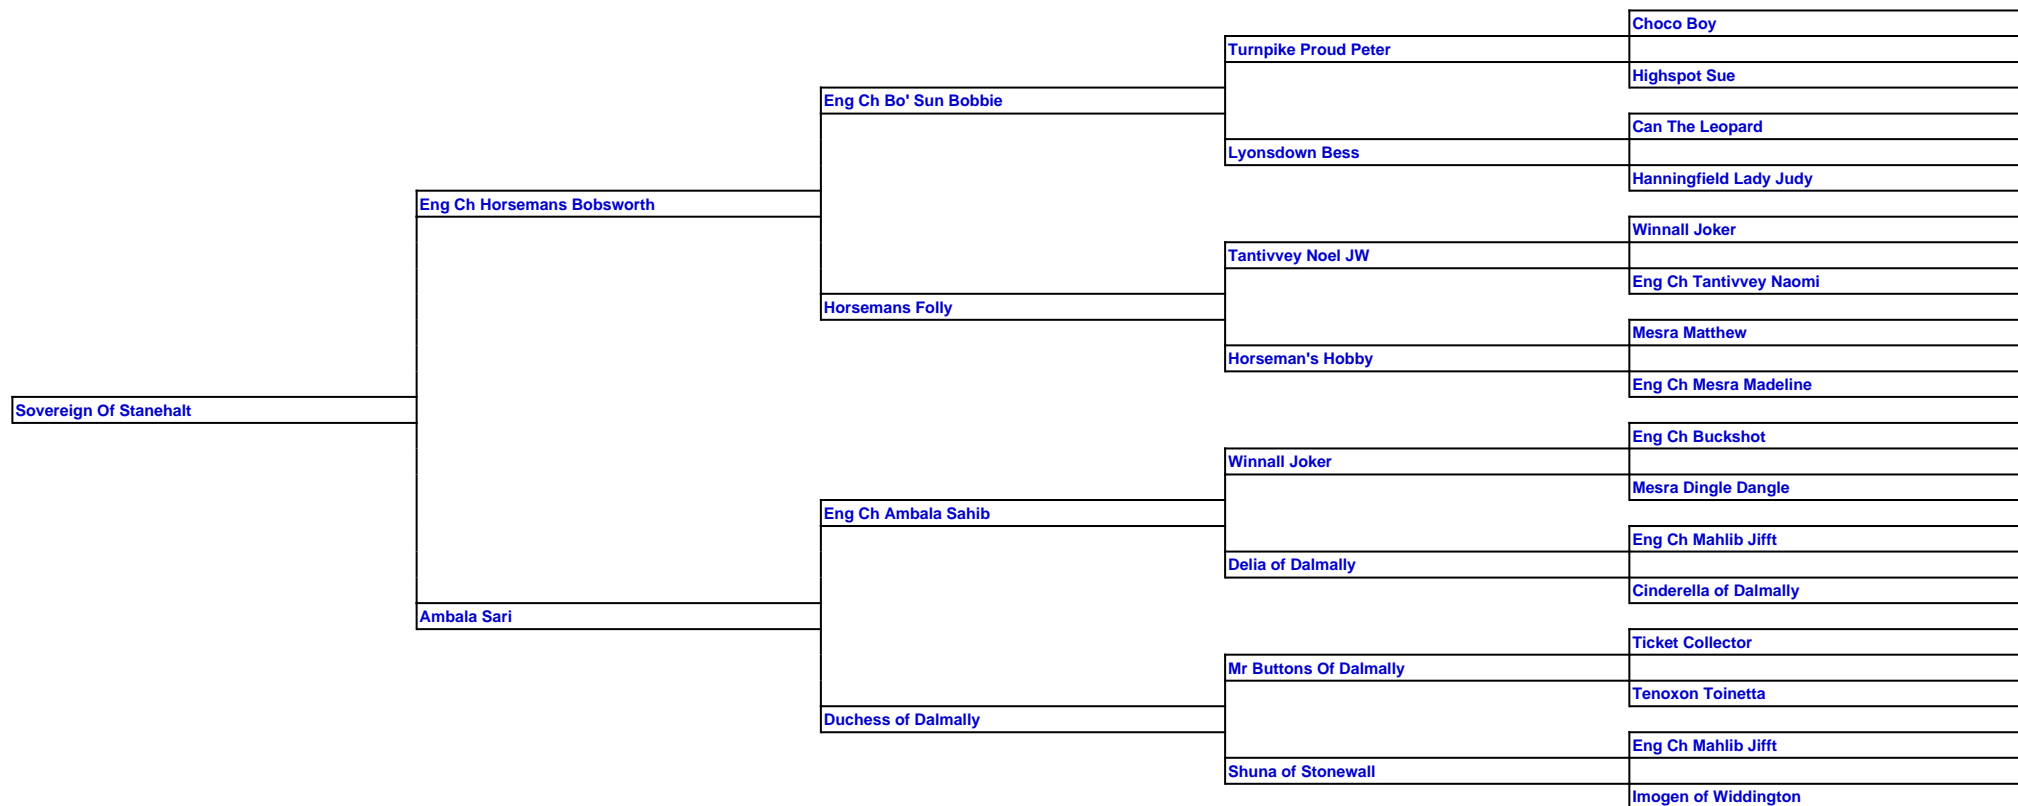 Choco Boy
Turnpike Proud Peter
Highspot Sue
Eng Ch Bo' Sun Bobbie
Can The Leopard
Lyonsdown Bess
Hanningfield Lady Judy
Eng Ch Horsemans Bobsworth
Winnall Joker
Tantivvey Noel JW
Eng Ch Tantivvey Naomi
Horsemans Folly
Mesra Matthew
Horseman's Hobby
Eng Ch Mesra Madeline
Sovereign Of Stanehalt
Eng Ch Buckshot
Winnall Joker
Mesra Dingle Dangle
Eng Ch Ambala Sahib
Eng Ch Mahlib Jifft
Delia of Dalmally
Cinderella of Dalmally
Ambala Sari
Ticket Collector
Mr Buttons Of Dalmally
Tenoxon Toinetta
Duchess of Dalmally
Eng Ch Mahlib Jifft
Shuna of Stonewall
Imogen of Widdington